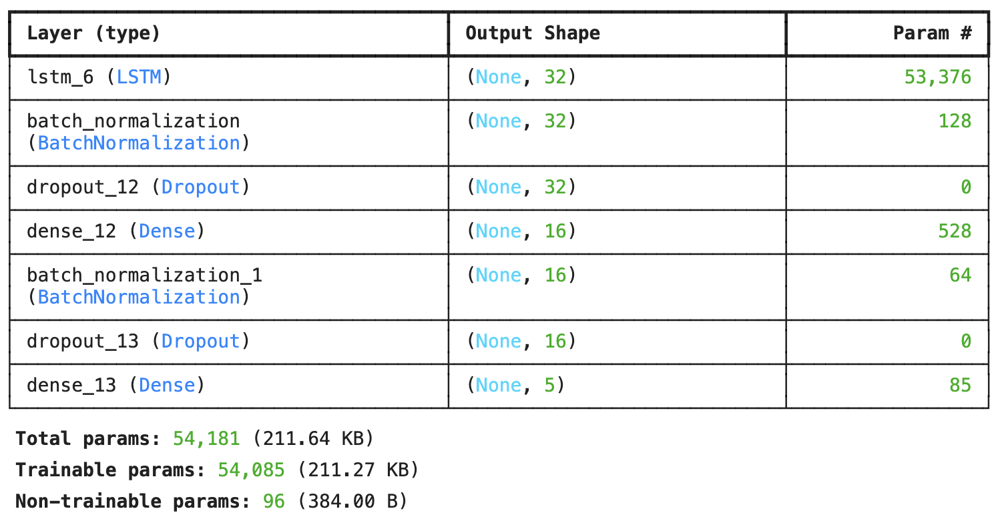 Layer (type) Output Shape Param #
lstm_6 (LSTM) (None, 32) 53,376
batch_normalization (None, 32) 128
(BatchNormalization)
dropout_12 (Dropout) (None, 32) 0
dense_12 (Dense) (None, 16) 528
batch_normalization_1 (None, 16) 64
(BatchNormalization)
dropout_13 (Dropout) (None, 16) 0
dense_13 (Dense) (None, 5) 85
Total params: 54,181 (211.64 KB)
Trainable params: 54,085 (211.27 KB)
Non-trainable params: 96 (384.00 B)